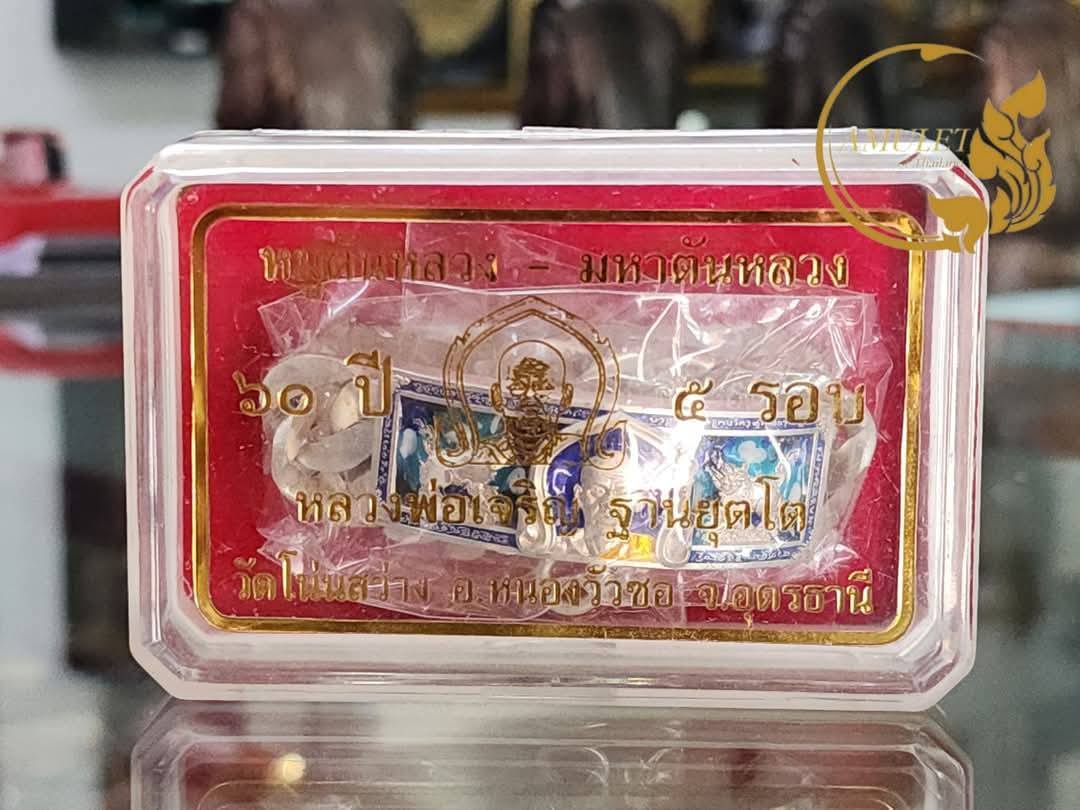 AMULET
Thailand
หนูตันหลวง - มหาตันหลวง
๖๐ ปี ๕ รอบ
หลวงพ่อเจริญ ฐานยุตโต
วัดโนนสว่าง อ.หนองวัวซอ จ.อุดรธานี